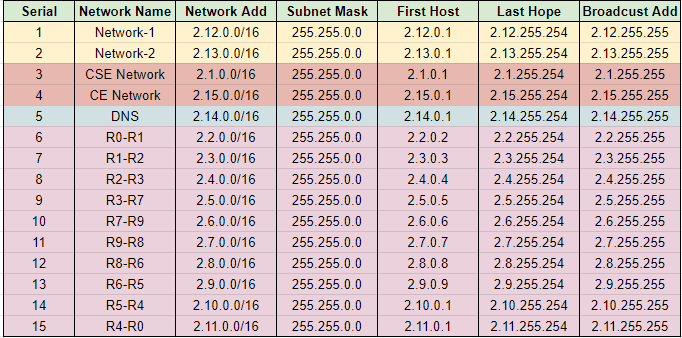 Serial Network Name Network Add Subnet Mask First Host Last Hope Broadcust Add
1 Network-1 2.12.0.0/16 255.255.0.0 2.12.0.1 2.12.255.254 2.12.255.255
2 Network-2 2.13.0.0/16 255.255.0.0 2.13.0.1 2.13.255.254 2.13.255.255
3 CSE Network 2.1.0.0/16 255.255.0.0 2.1.0.1 2.1.255.254 2.1.255.255
4 CE Network 2.15.0.0/16 255.255.0.0 2.15.0.1 2.15.255.254 2.15.255.255
5 DNS 2.14.0.0/16 255.255.0.0 2.14.0.1 2.14.255.254 2.14.255.255
6 R0-R1 2.2.0.0/16 255.255.0.0 2.2.0.2 2.2.255.254 2.2.255.255
7 R1-R2 2.3.0.0/16 255.255.0.0 2.3.0.3 2.3.255.254 2.3.255.255
8 R2-R3 2.4.0.0/16 255.255.0.0 2.4.0.4 2.4.255.254 2.4.255.255
9 R3-R7 2.5.0.0/16 255.255.0.0 2.5.0.5 2.5.255.254 2.5.255.255
10 R7-R9 2.6.0.0/16 255.255.0.0 2.6.0.6 2.6.255.254 2.6.255.255
11 R9-R8 2.7.0.0/16 255.255.0.0 2.7.0.7 2.7.255.254 2.7.255.255
12 R8-R6 2.8.0.0/16 255.255.0.0 2.8.0.8 2.8.255.254 2.8.255.255
13 R6-R5 2.9.0.0/16 255.255.0.0 2.9.0.9 2.9.255.254 2.9.255.255
14 R5-R4 2.10.0.0/16 255.255.0.0 2.10.0.1 2.10.255.254 2.10.255.255
15 R4-R0 2.11.0.0/16 255.255.0.0 2.11.0.1 2.11.255.254 2.11.255.255